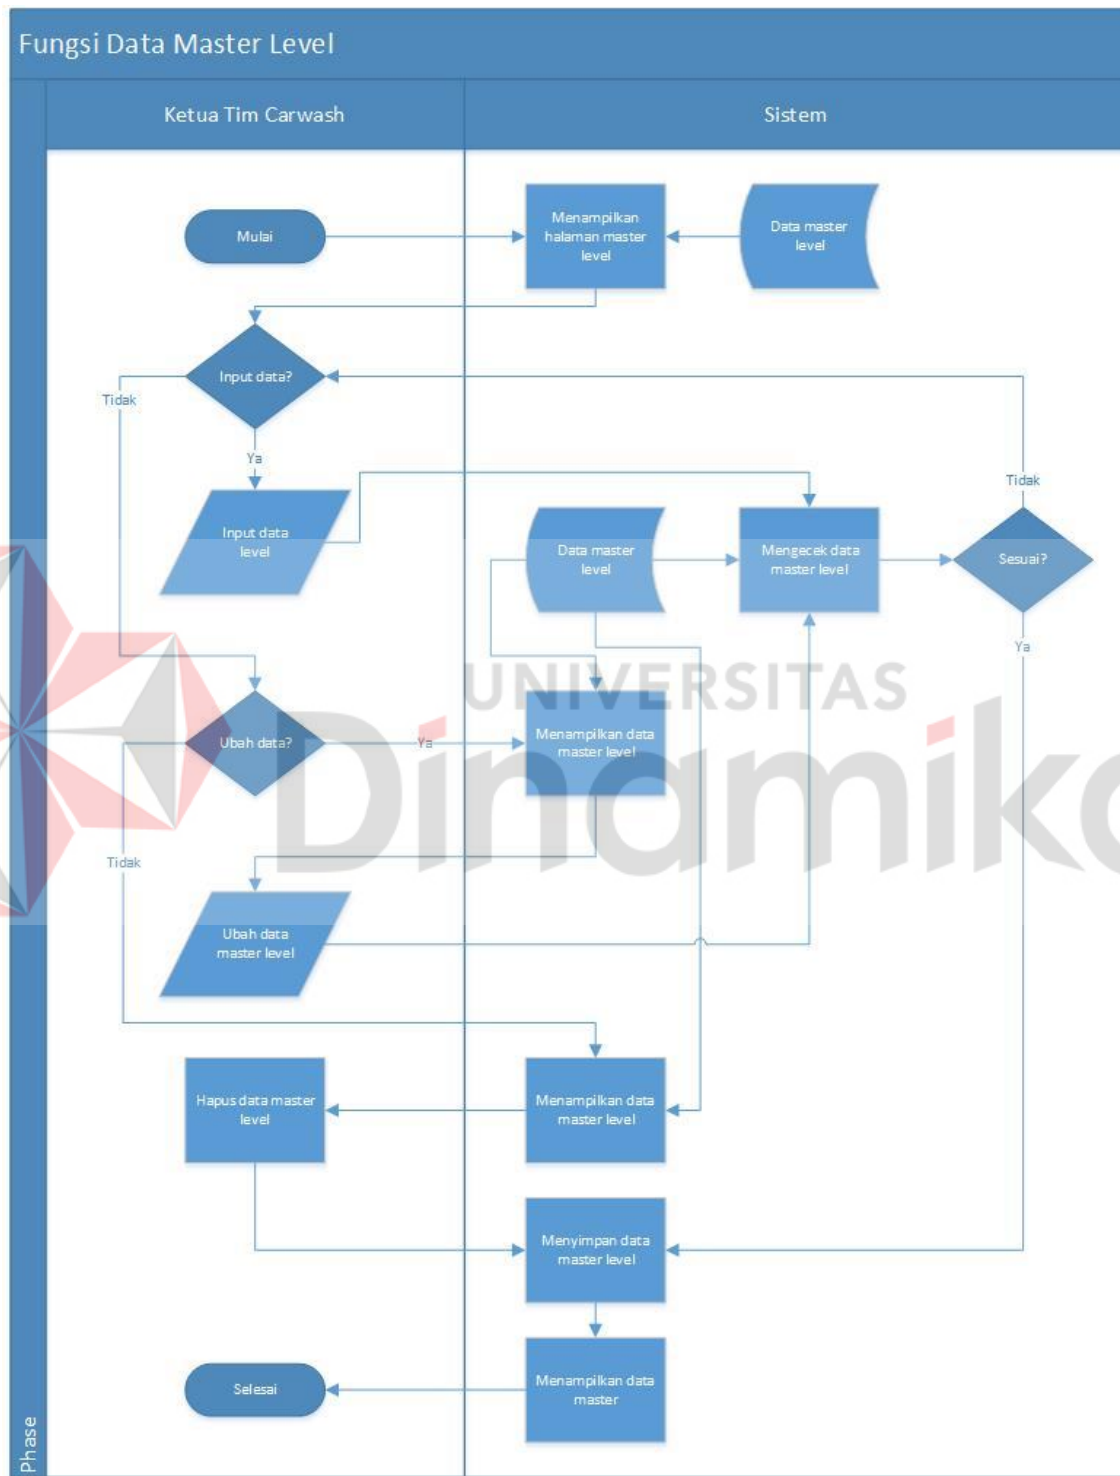 Fungsi Data Master Level
Ketua Tim Carwash
Sistem
Mulai
Menampilkan
halaman master
level
Data master
level
Input data?
Tidak
Ya
Input data
level
Data master
level
Mengecek data
master level
Tidak
Sesuai?
Ya
UNIVERSITAS
Dinamika
Ubah data?
Ya
Menampilkan data
master level
Tidak
Ubah data
master level
Hapus data master
level
Menampilkan data
master level
Menyimpan data
master level
Selesai
Menampilkan data
master
Phase